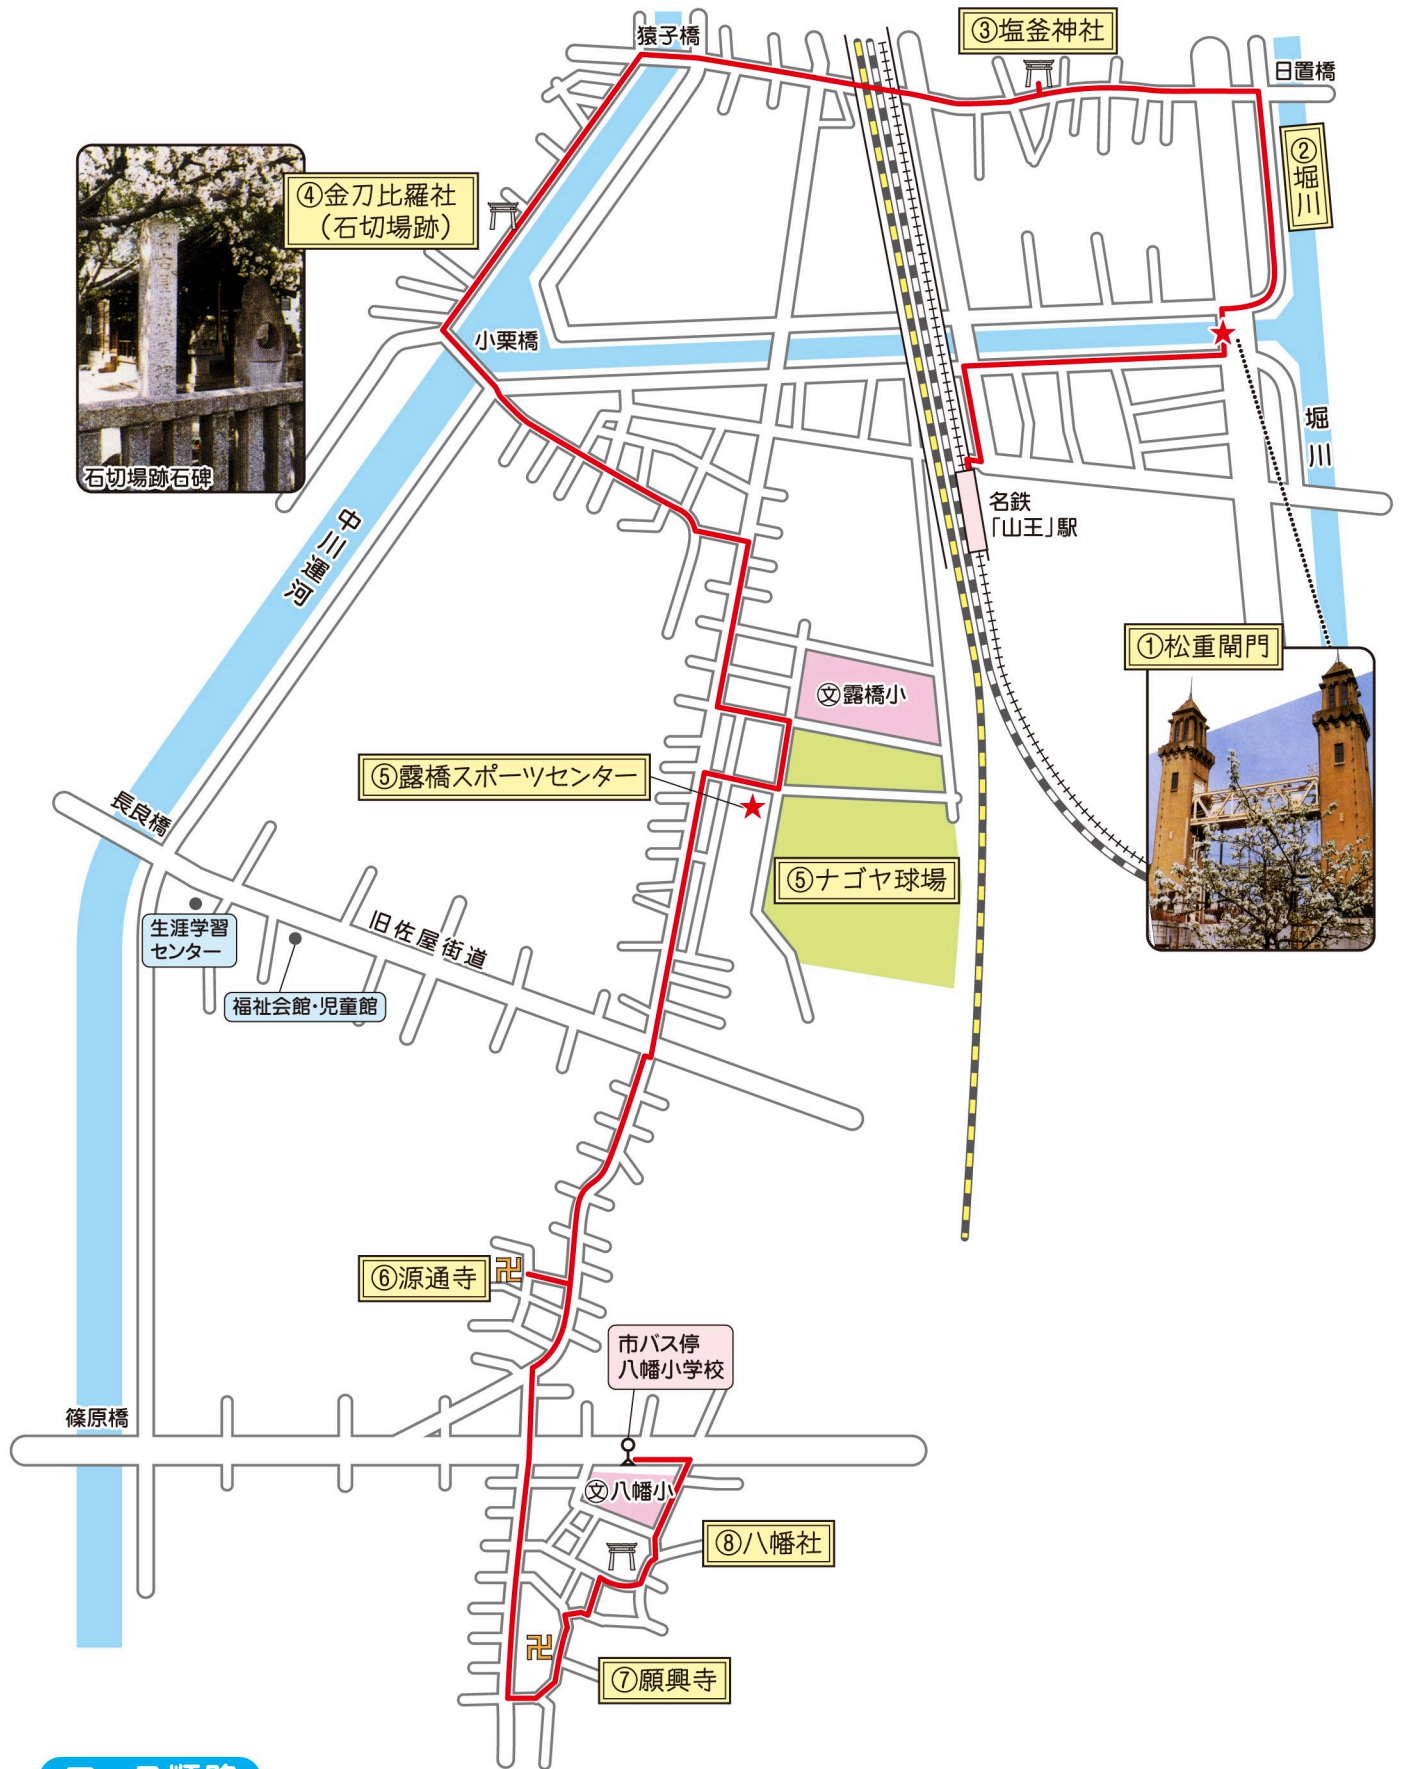 猿子橋
③塩釜神社
日置橋
②堀川
④金刀比羅社
(石切場跡)
小栗橋
石切場跡石碑
堀川
名鉄
「山王」駅
中川運河
①松重閘門
文露橋小
⑤露橋スポーツセンター
長良橋
⑤ナゴヤ球場
生涯学習
センター
旧佐屋街道
福祉会館・児童館
⑥源通寺
市バス停
八幡小学校
篠原橋
文八幡小
⑧八幡社
⑦願興寺